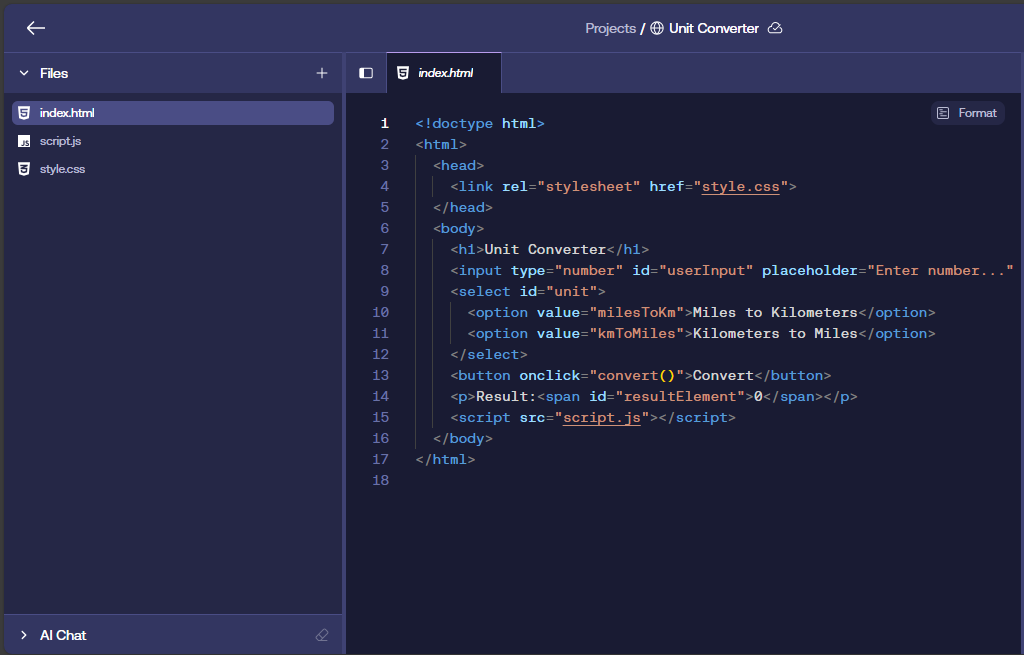 Projects / Unit Converter
Files
index.html
index.html
script.js
style.css
Format
1 <!doctype html>
2 <html>
3 <head>
4 <link rel="stylesheet" href="style.css">
5 </head>
6 <body>
7 <h1>Unit Converter</h1>
8 <input type="number" id="userInput" placeholder="Enter number..."
9 <select id="unit">
10 <option value="milesToKm">Miles to Kilometers</option>
11 <option value="kmToMiles">Kilometers to Miles</option>
12 </select>
13 <button onclick="convert()">Convert</button>
14 <p>Result:<span id="resultElement">0</span></p>
15 <script src="script.js"></script>
16 </body>
17 </html>
18
AI Chat